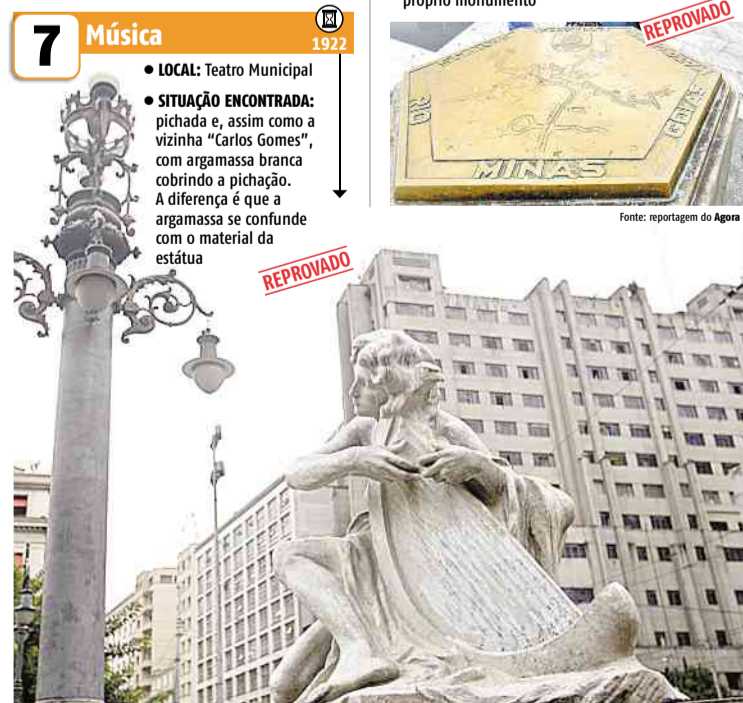 7
Música
1922
• LOCAL: Teatro Municipal
• SITUAÇÃO ENCONTRADA:
pichada e, assim como a
vizinha “Carlos Gomes”,
com argamassa branca
cobrindo a pichação.
A diferença é que a
argamassa se confunde
com o material da
estátua
REPROVADO
próprio monumento
REPROVADO
GOIAZ
MINAS
RIO
Fonte: reportagem do Agora